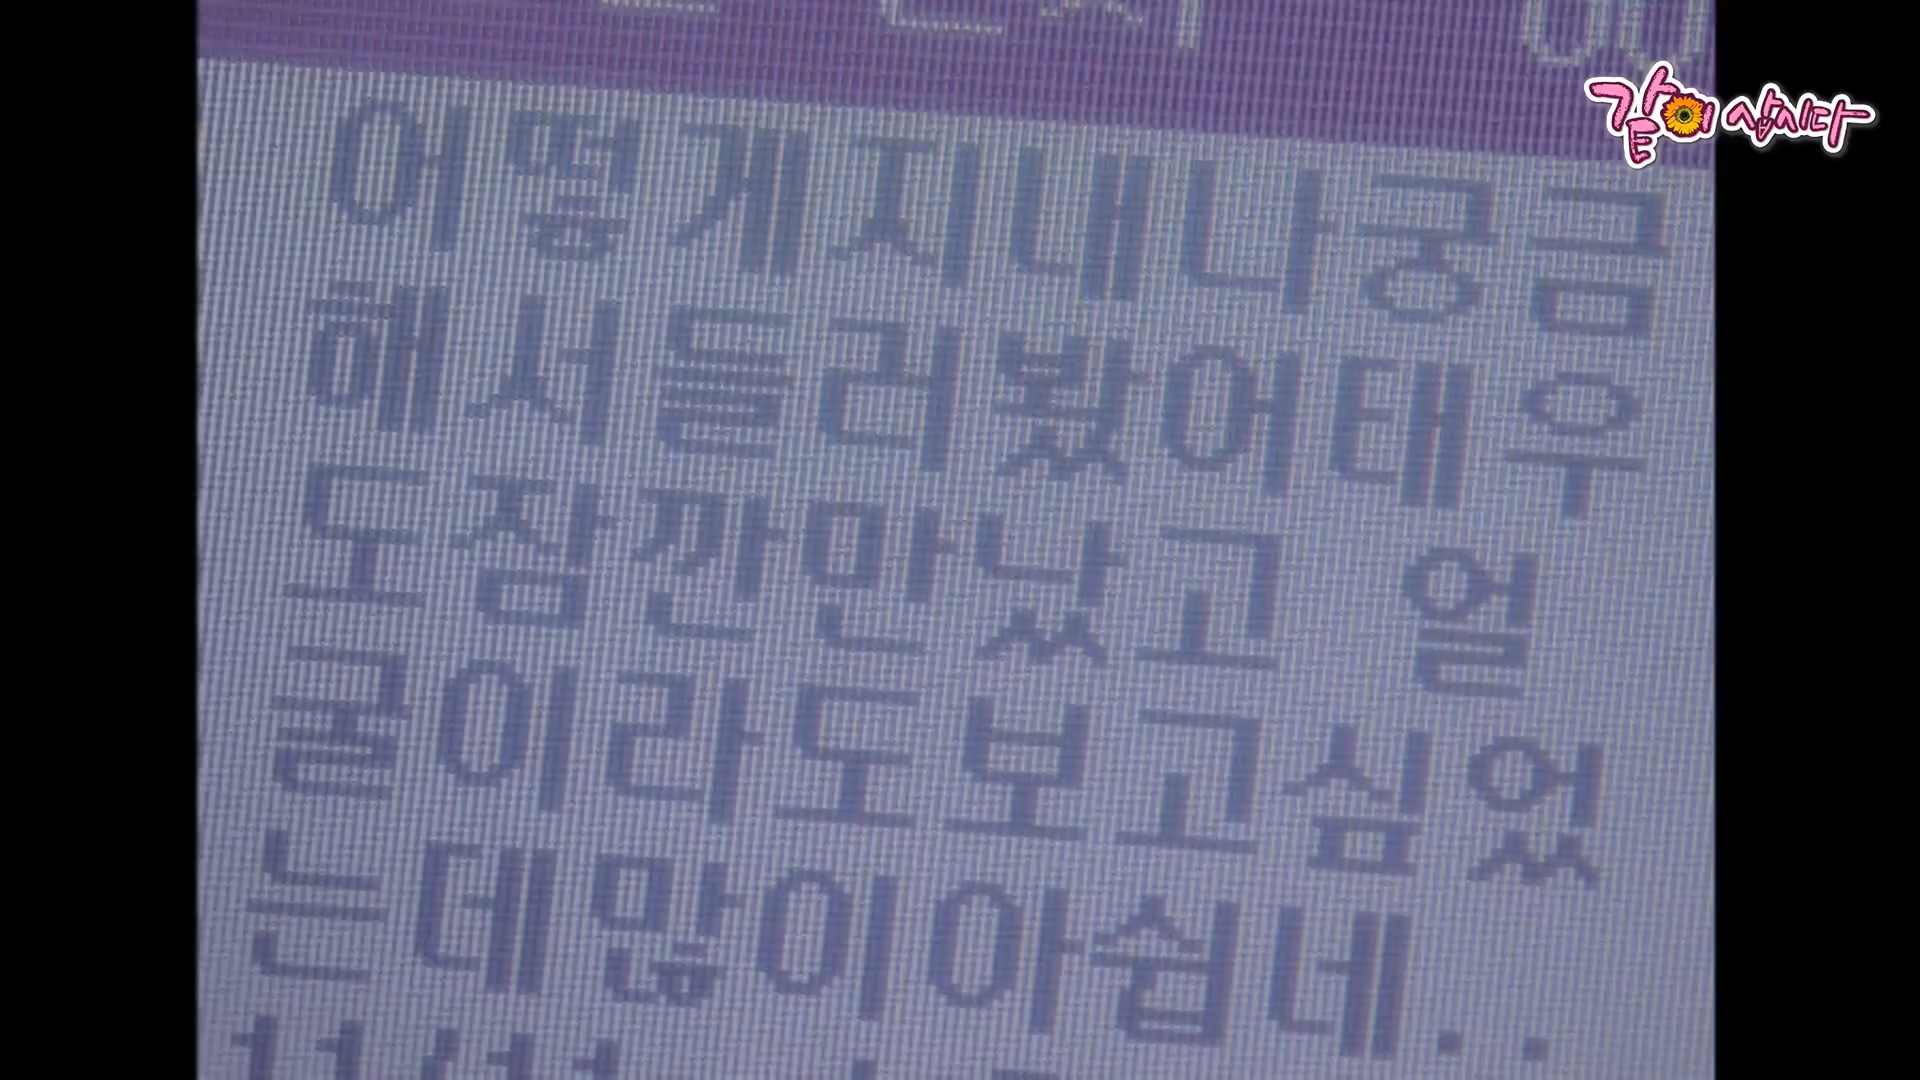 같이 삽시다
어떻게지내나궁금
해서들러봤어태우
도잠깐만났고 얼
굴이라도보고싶었
는데많이아쉽네..